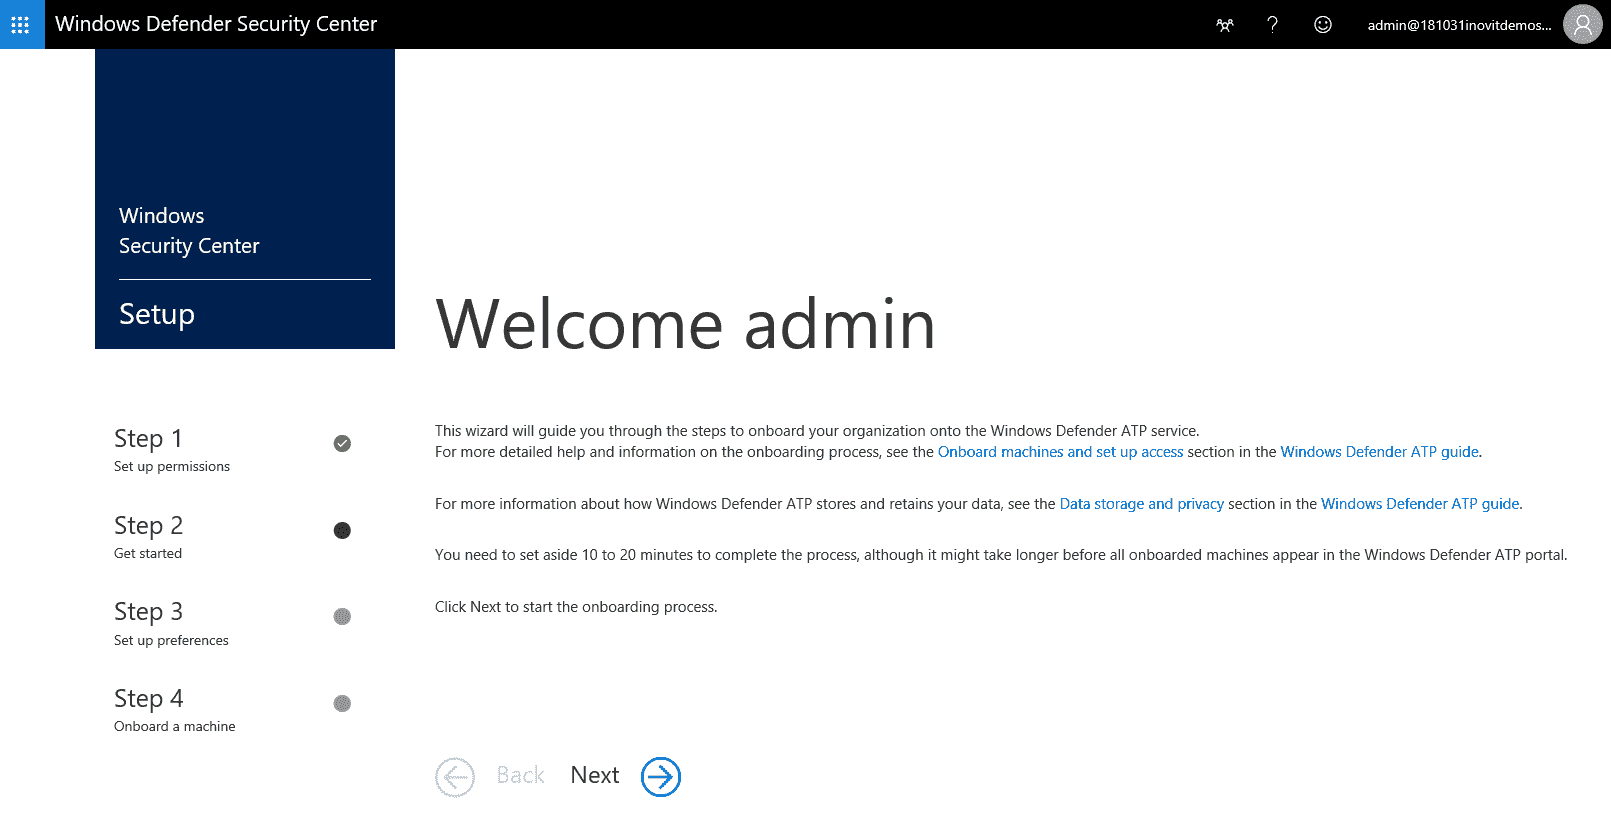 Windows Defender Security Center
admin@181031inovitdemos...
Windows
Security Center
Setup
Welcome admin
Step 1
Set up permissions
Step 2
Get started
Step 3
Set up preferences
Step 4
Onboard a machine
This wizard will guide you through the steps to onboard your organization onto the Windows Defender ATP service.
For more detailed help and information on the onboarding process, see the Onboard machines and set up access section in the Windows Defender ATP guide.
For more information about how Windows Defender ATP stores and retains your data, see the Data storage and privacy section in the Windows Defender ATP guide.
You need to set aside 10 to 20 minutes to complete the process, although it might take longer before all onboarded machines appear in the Windows Defender ATP portal.
Click Next to start the onboarding process.
Back Next